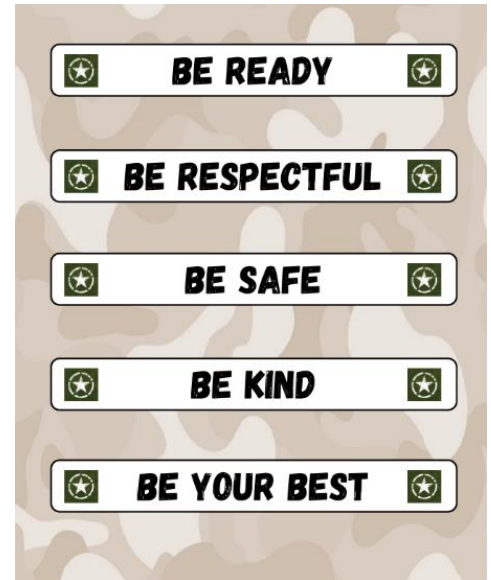 BE READY
BE RESPECTFUL
BE SAFE
BE KIND
BE YOUR BEST